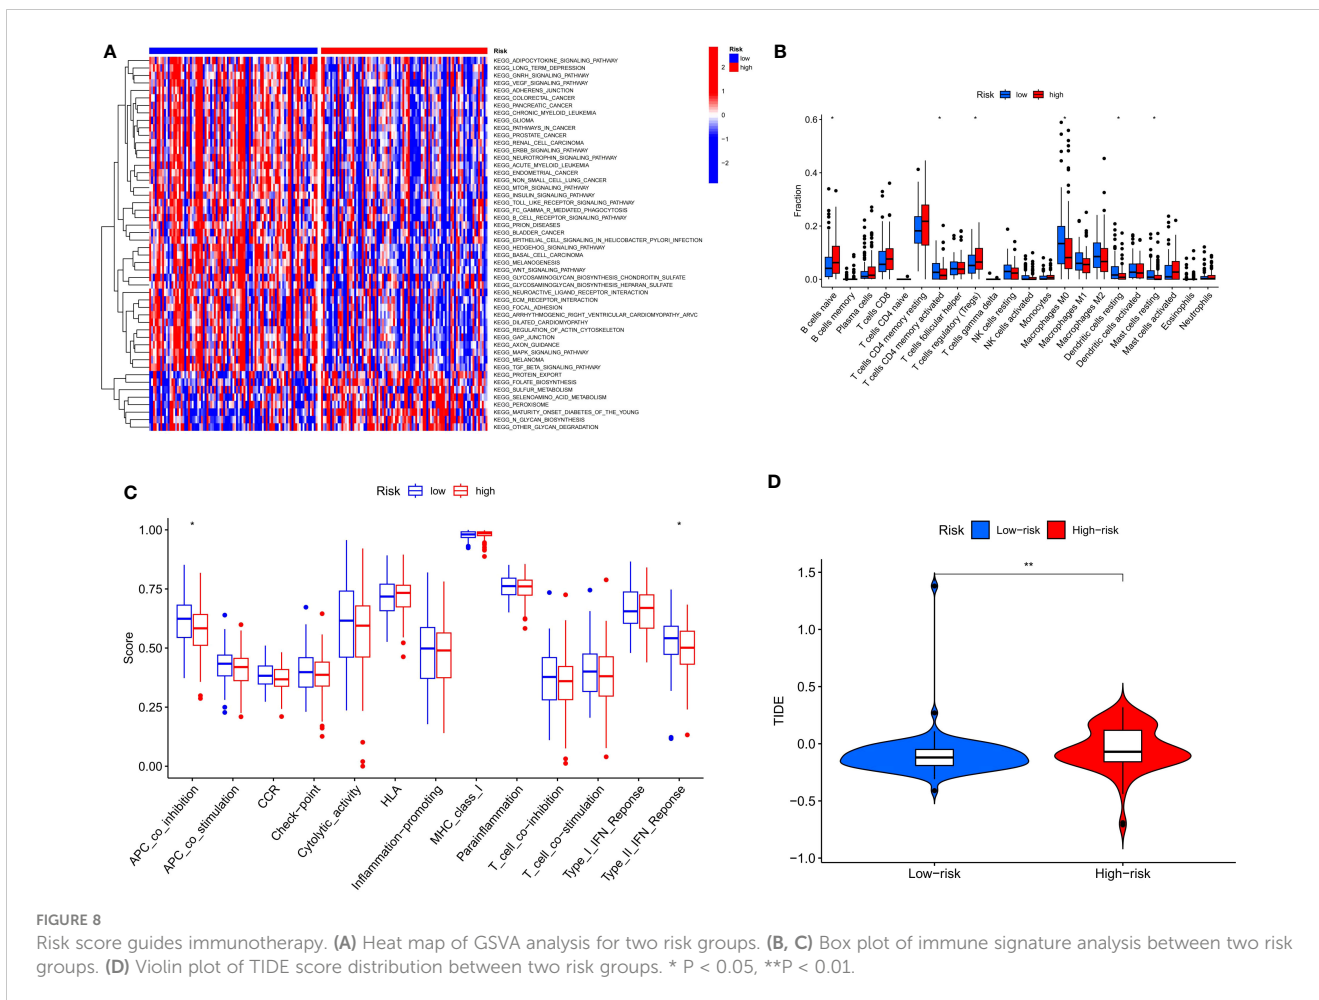 A
Risk
KEGG_ADIPOCYTOKINE_SIGNALING_PATHWAY
KEGG_LONG_TERM_DEPRESSION
KEGG_GNRH_SIGNALING_PATHWAY
KEGG_VEGF_SIGNALING_PATHWAY
KEGG_ADHERENS_JUNCTION
KEGG_COLORECTAL_CANCER
KEGG_PANCREATIC_CANCER
KEGG_CHRONIC_MYELOID_LEUKEMIA
KEGG_GLIOMA
KEGG_PATHWAYS_IN_CANCER
KEGG_PROSTATE_CANCER
KEGG_RENAL_CELL_CARCINOMA
KEGG_ERBB_SIGNALING_PATHWAY
KEGG_NEUROTROPHIN_SIGNALING_PATHWAY
KEGG_ACUTE_MYELOID_LEUKEMIA
KEGG_ENDOMETRIAL_CANCER
KEGG_NON_SMALL_CELL_LUNG_CANCER
KEGG_MTOR_SIGNALING_PATHWAY
KEGG_INSULIN_SIGNALING_PATHWAY
KEGG_TOLL_LIKE_RECEPTOR_SIGNALING_PATHWAY
KEGG_FC_GAMMA_R_MEDIATED_PHAGOCYTOSIS
KEGG_B_CELL_RECEPTOR_SIGNALING_PATHWAY
KEGG_PRION_DISEASES
KEGG_BLADDER_CANCER
KEGG_EPITHELIAL_CELL_SIGNALING_IN_HELICOBACTER_PYLORI_INFECTION
KEGG_HEDGEHOG_SIGNALING_PATHWAY
KEGG_BASAL_CELL_CARCINOMA
KEGG_MELANOGENESIS
KEGG_WNT_SIGNALING_PATHWAY
KEGG_GLYCOSAMINOGLYCAN_BIOSYNTHESIS_CHONDROITIN_SULFATE
KEGG_GLYCOSAMINOGLYCAN_BIOSYNTHESIS_HEPARAN_SULFATE
KEGG_NEUROACTIVE_LIGAND_RECEPTOR_INTERACTION
KEGG_ECM_RECEPTOR_INTERACTION
KEGG_FOCAL_ADHESION
KEGG_ARRHYTHMOGENIC_RIGHT_VENTRICULAR_CARDIOMYOPATHY_ARVC
KEGG_DILATED_CARDIOMYOPATHY
KEGG_REGULATION_OF_ACTIN_CYTOSKELETON
KEGG_GAP_JUNCTION
KEGG_AXON_GUIDANCE
KEGG_MAPK_SIGNALING_PATHWAY
KEGG_MELANOMA
KEGG_TGF_BETA_SIGNALING_PATHWAY
KEGG_PROTEIN_EXPORT
KEGG_FOLATE_BIOSYNTHESIS
KEGG_SULFUR_METABOLISM
KEGG_SELENOAMINO_ACID_METABOLISM
KEGG_PEROXISOME
KEGG_MATURITY_ONSET_DIABETES_OF_THE_YOUNG
KEGG_N_GLYCAN_BIOSYNTHESIS
KEGG_OTHER_GLYCAN_DEGRADATION
2
1
0
−1
−2
Risk
low
high
B
Risk low high
* * * * * *
0.6
0.4
0.2
0.0
Fraction
B cells naive
B cells memory
Plasma cells
T cells CD8
T cells CD4 naive
T cells CD4 memory resting
T cells CD4 memory activated
T cells follicular helper
T cells regulatory (Tregs)
T cells gamma delta
NK cells resting
NK cells activated
Monocytes
Macrophages M0
Macrophages M1
Macrophages M2
Dendritic cells resting
Dendritic cells activated
Mast cells resting
Mast cells activated
Eosinophils
Neutrophils
C
Risk low high
* *
1.00
0.75
0.50
0.25
0.00
Score
APC_co_inhibition
APC_co_stimulation
CCR
Check−point
Cytolytic_activity
HLA
Inflammation−promoting
MHC_class_I
Parainflammation
T_cell_co−inhibition
T_cell_co−stimulation
Type_I_IFN_Reponse
Type_II_IFN_Reponse
D
Risk Low−risk High−risk
**
1.5
1.0
0.5
0.0
−0.5
−1.0
TIDE
Low−risk
High−risk
FIGURE 8
Risk score guides immunotherapy. (A) Heat map of GSVA analysis for two risk groups. (B, C) Box plot of immune signature analysis between two risk
groups. (D) Violin plot of TIDE score distribution between two risk groups. * P < 0.05, **P < 0.01.